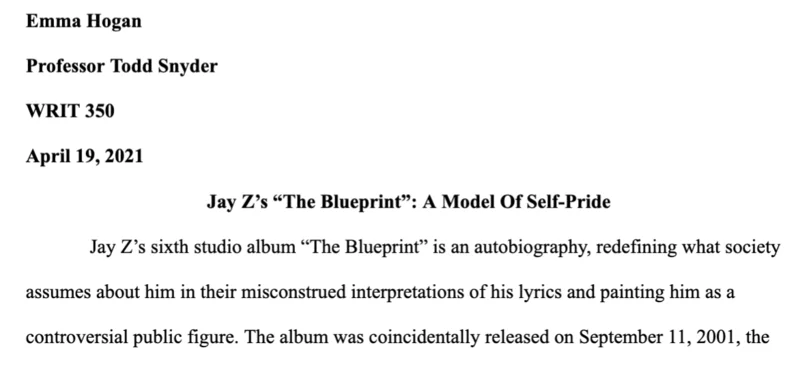 Emma Hogan
Professor Todd Snyder
WRIT 350
April 19, 2021
Jay Z’s “The Blueprint”: A Model Of Self-Pride
Jay Z’s sixth studio album “The Blueprint” is an autobiography, redefining what society
assumes about him in their misconstrued interpretations of his lyrics and painting him as a
controversial public figure. The album was coincidentally released on September 11, 2001, the